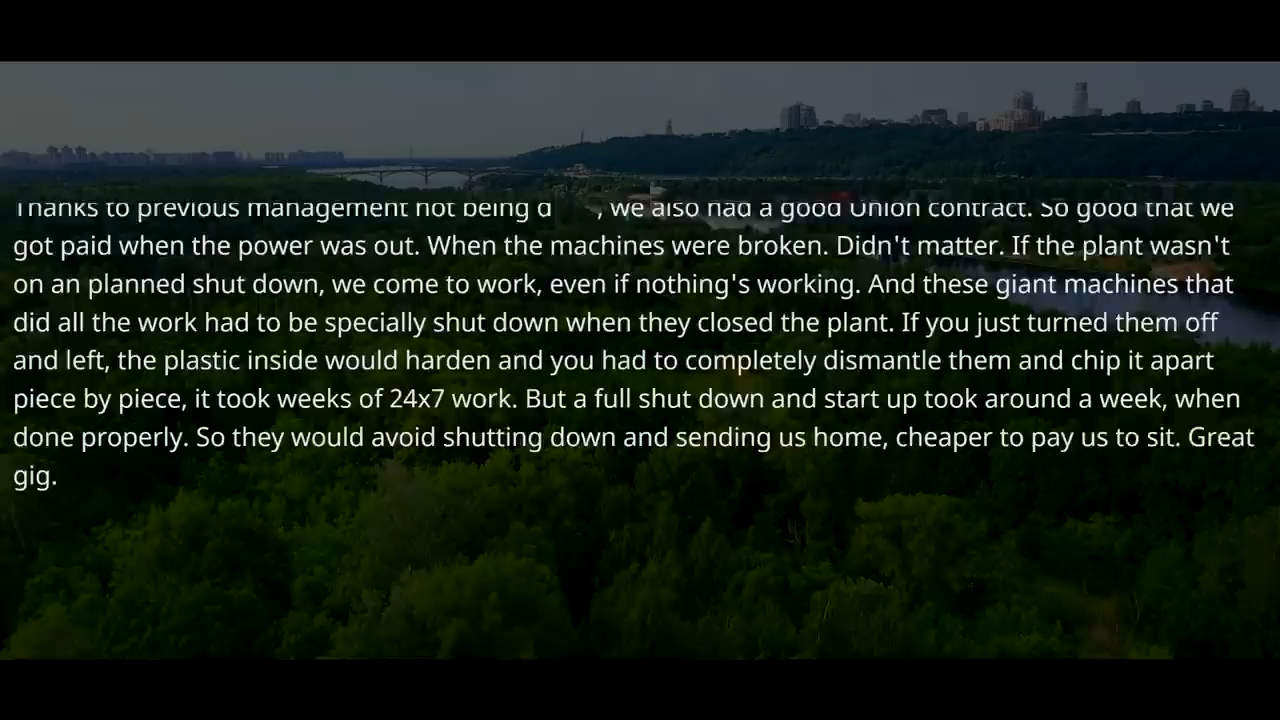 Thanks to previous management not being d , we also had a good Union contract. So good that we
got paid when the power was out. When the machines were broken. Didn't matter. If the plant wasn't
on an planned shut down, we come to work, even if nothing's working. And these giant machines that
did all the work had to be specially shut down when they closed the plant. If you just turned them off
and left, the plastic inside would harden and you had to completely dismantle them and chip it apart
piece by piece, it took weeks of 24x7 work. But a full shut down and start up took around a week, when
done properly. So they would avoid shutting down and sending us home, cheaper to pay us to sit. Great
gig.